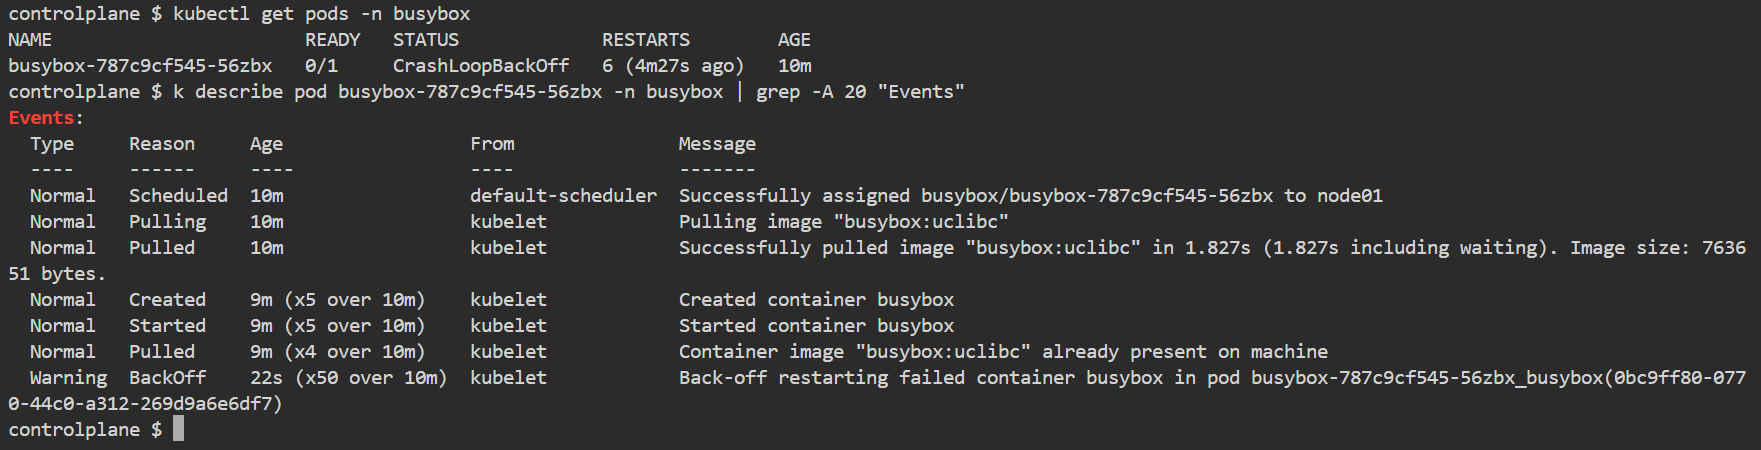 controlplane $ kubectl get pods -n busybox
NAME                       READY   STATUS             RESTARTS        AGE
busybox-787c9cf545-56zbx   0/1     CrashLoopBackOff   6 (4m27s ago)   10m
controlplane $ k describe pod busybox-787c9cf545-56zbx -n busybox | grep -A 20 "Events"
Events:
  Type     Reason     Age                 From               Message
  ----     ------     ----                ----               -------
  Normal   Scheduled  10m                 default-scheduler  Successfully assigned busybox/busybox-787c9cf545-56zbx to node01
  Normal   Pulling    10m                 kubelet            Pulling image "busybox:uclibc"
  Normal   Pulled     10m                 kubelet            Successfully pulled image "busybox:uclibc" in 1.827s (1.827s including waiting). Image size: 7636
51 bytes.
  Normal   Created    9m (x5 over 10m)    kubelet            Created container busybox
  Normal   Started    9m (x5 over 10m)    kubelet            Started container busybox
  Normal   Pulled     9m (x4 over 10m)    kubelet            Container image "busybox:uclibc" already present on machine
  Warning  BackOff    22s (x50 over 10m)  kubelet            Back-off restarting failed container busybox in pod busybox-787c9cf545-56zbx_busybox(0bc9ff80-077
0-44c0-a312-269d9a6e6df7)
controlplane $